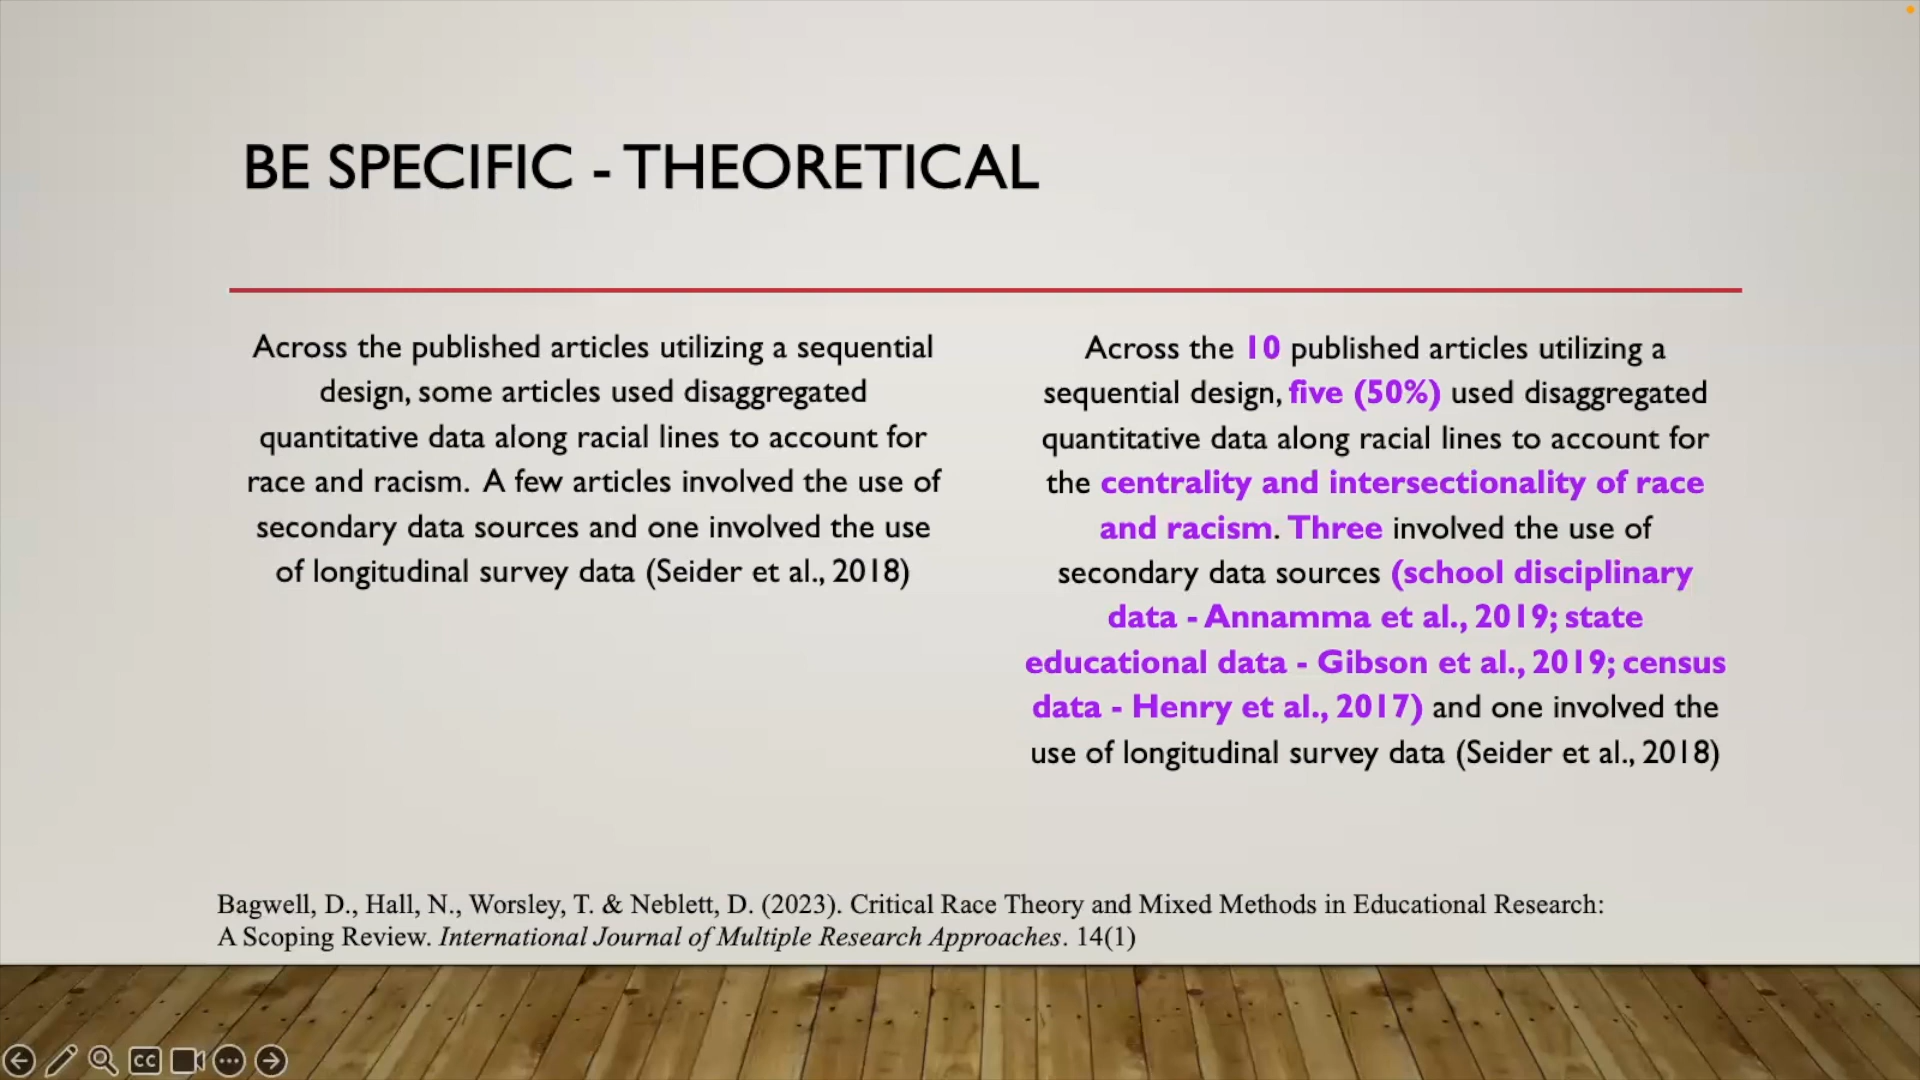 BE SPECIFIC - THEORETICAL
Across the published articles utilizing a sequential
design, some articles used disaggregated
quantitative data along racial lines to account for
race and racism. A few articles involved the use of
secondary data sources and one involved the use
of longitudinal survey data (Seider et al., 2018)
Across the 10 published articles utilizing a
sequential design, five (50%) used disaggregated
quantitative data along racial lines to account for
the centrality and intersectionality of race
and racism. Three involved the use of
secondary data sources (school disciplinary
data - Annamma et al., 2019; state
educational data - Gibson et al., 2019; census
data - Henry et al., 2017) and one involved the
use of longitudinal survey data (Seider et al., 2018)
Bagwell, D., Hall, N., Worsley, T. & Neblett, D. (2023). Critical Race Theory and Mixed Methods in Educational Research:
A Scoping Review. International Journal of Multiple Research Approaches. 14(1)
CC